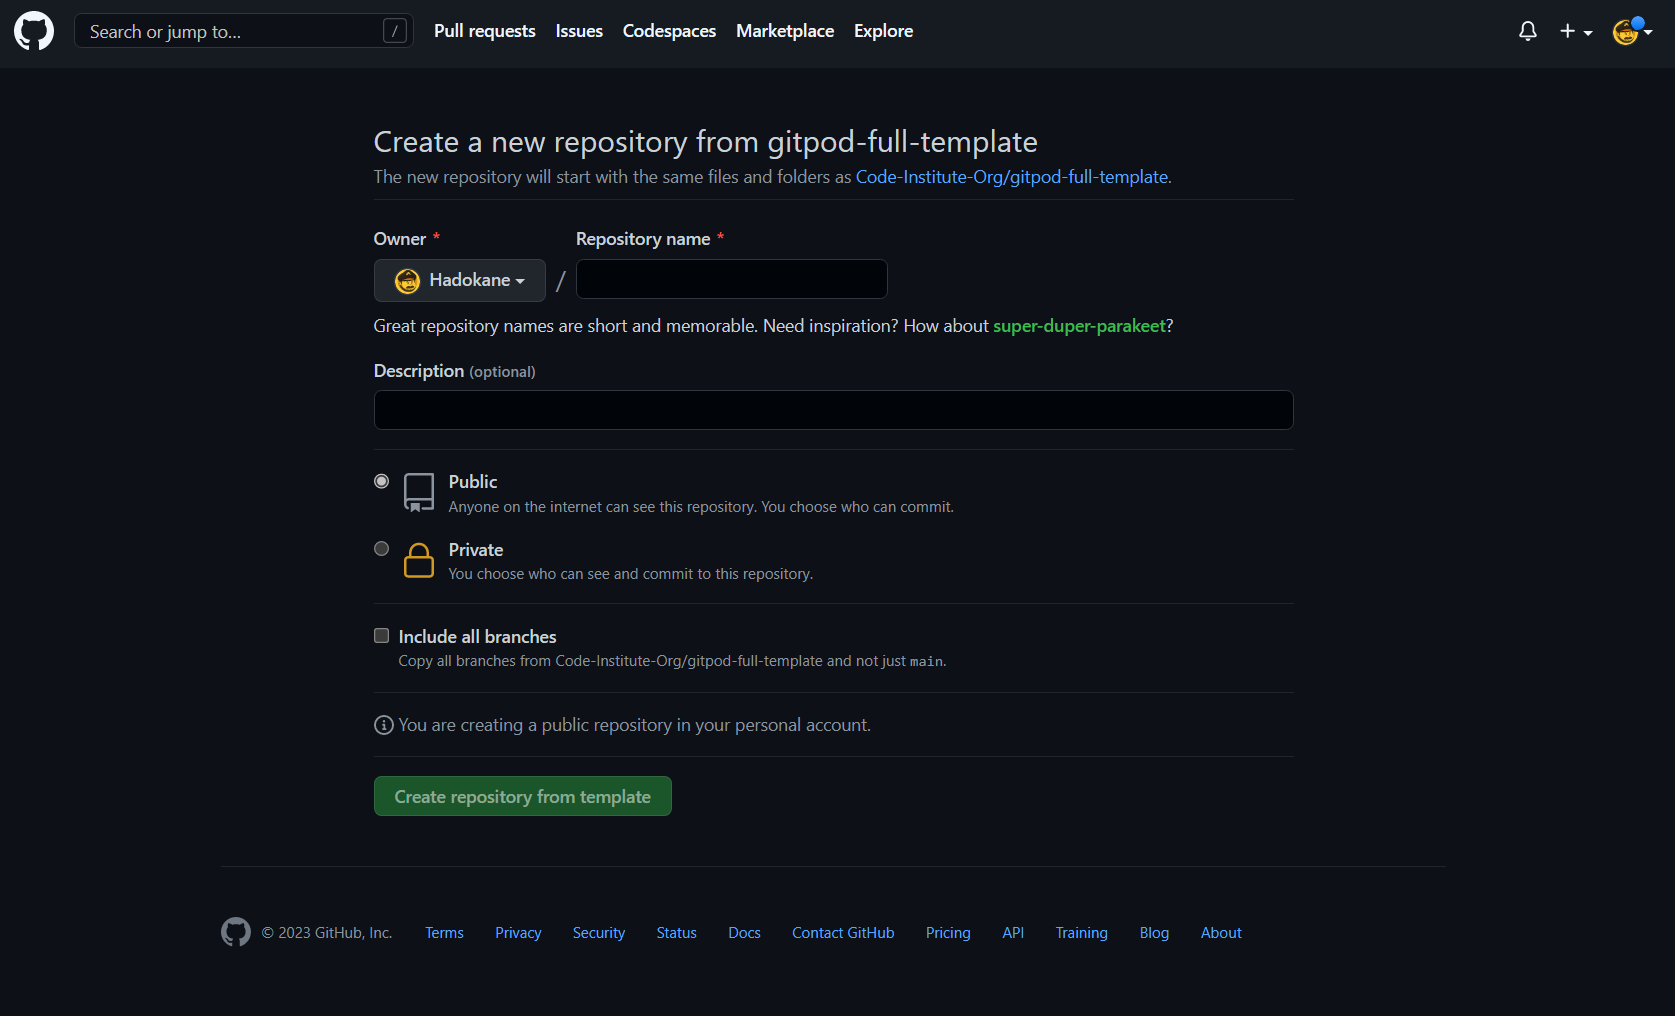 Search or jump to... / Pull requests Issues Codespaces Marketplace Explore
Create a new repository from gitpod-full-template
The new repository will start with the same files and folders as Code-Institute-Org/gitpod-full-template.
Owner * Repository name *
Hadokane /
Great repository names are short and memorable. Need inspiration? How about super-duper-parakeet?
Description (optional)
Public
Anyone on the internet can see this repository. You choose who can commit.
Private
You choose who can see and commit to this repository.
Include all branches
Copy all branches from Code-Institute-Org/gitpod-full-template and not just main.
You are creating a public repository in your personal account.
Create repository from template
© 2023 GitHub, Inc. Terms Privacy Security Status Docs Contact GitHub Pricing API Training Blog About